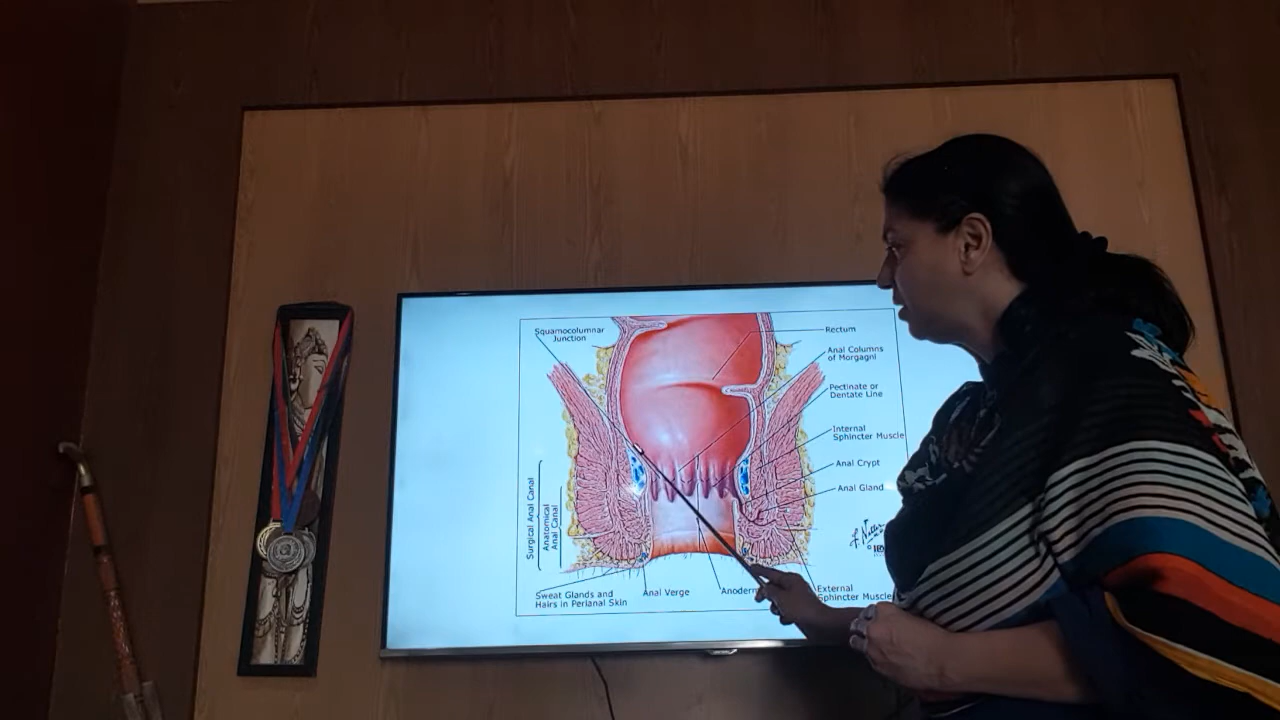 Squamocolumnar
Junction
Rectum
Anal Columns
of Morgagni
Pectinate or
Dentate Line
Internal
Sphincter Muscle
Anal Crypt
Anal Gland
Surgical Anal Canal
Anatomical
Anal Canal
Sweat Glands and
Hairs in Perianal Skin
Anal Verge
Anoderm
External
Sphincter Muscle